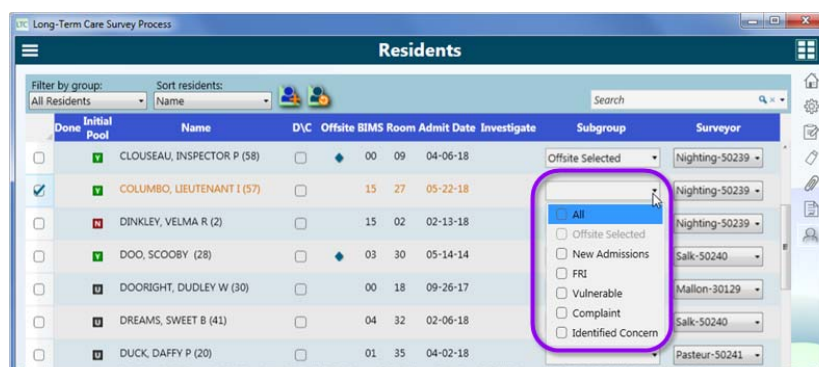 LTC Long-Term Care Survey Process
Residents
Filter by group: Sort residents:
All Residents Name Search
Done Initial Pool Name D\C Offsite BIMS Room Admit Date Investigate Subgroup Surveyor
Y CLOUSEAU, INSPECTOR P (58) 00 09 04-06-18 Offsite Selected Nighting-50239
Y COLUMBO, LIEUTENANT I (57) 15 27 05-22-18 Nighting-50239
All
N DINKLEY, VELMA R (2) 15 02 02-13-18 Nighting-50239
Offsite Selected
Y DOO, SCOOBY (28) 03 30 05-14-14 New Admissions Salk-50240
FRI
U DOORIGHT, DUDLEY W (30) 00 18 09-26-17 Vulnerable Mallon-30129
Complaint
U DREAMS, SWEET B (41) 04 32 02-06-18 Salk-50240
Identified Concern
U DUCK, DAFFY P (20) 01 35 04-02-18 Pasteur-50241